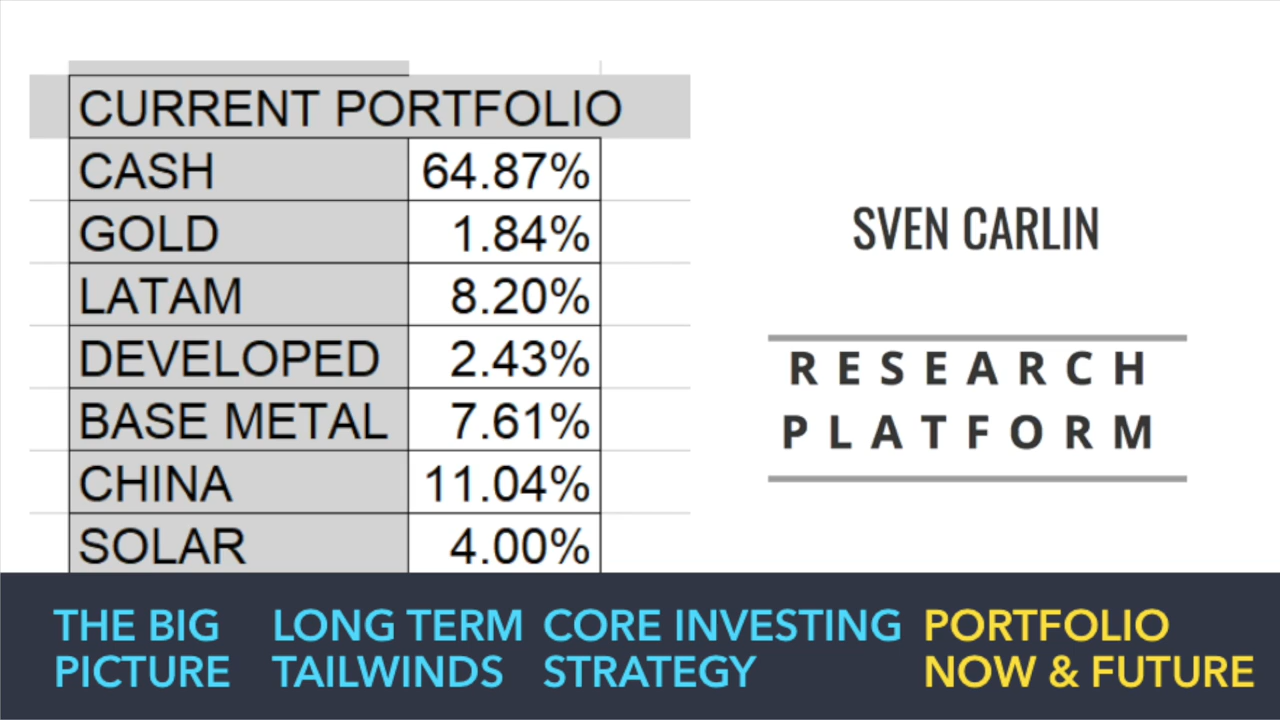 CURRENT PORTFOLIO
CASH 64.87%
GOLD 1.84%
LATAM 8.20%
DEVELOPED 2.43%
BASE METAL 7.61%
CHINA 11.04%
SOLAR 4.00%
SVEN CARLIN
RESEARCH
PLATFORM
THE BIG
PICTURE
LONG TERM
TAILWINDS
CORE INVESTING
STRATEGY
PORTFOLIO
NOW & FUTURE